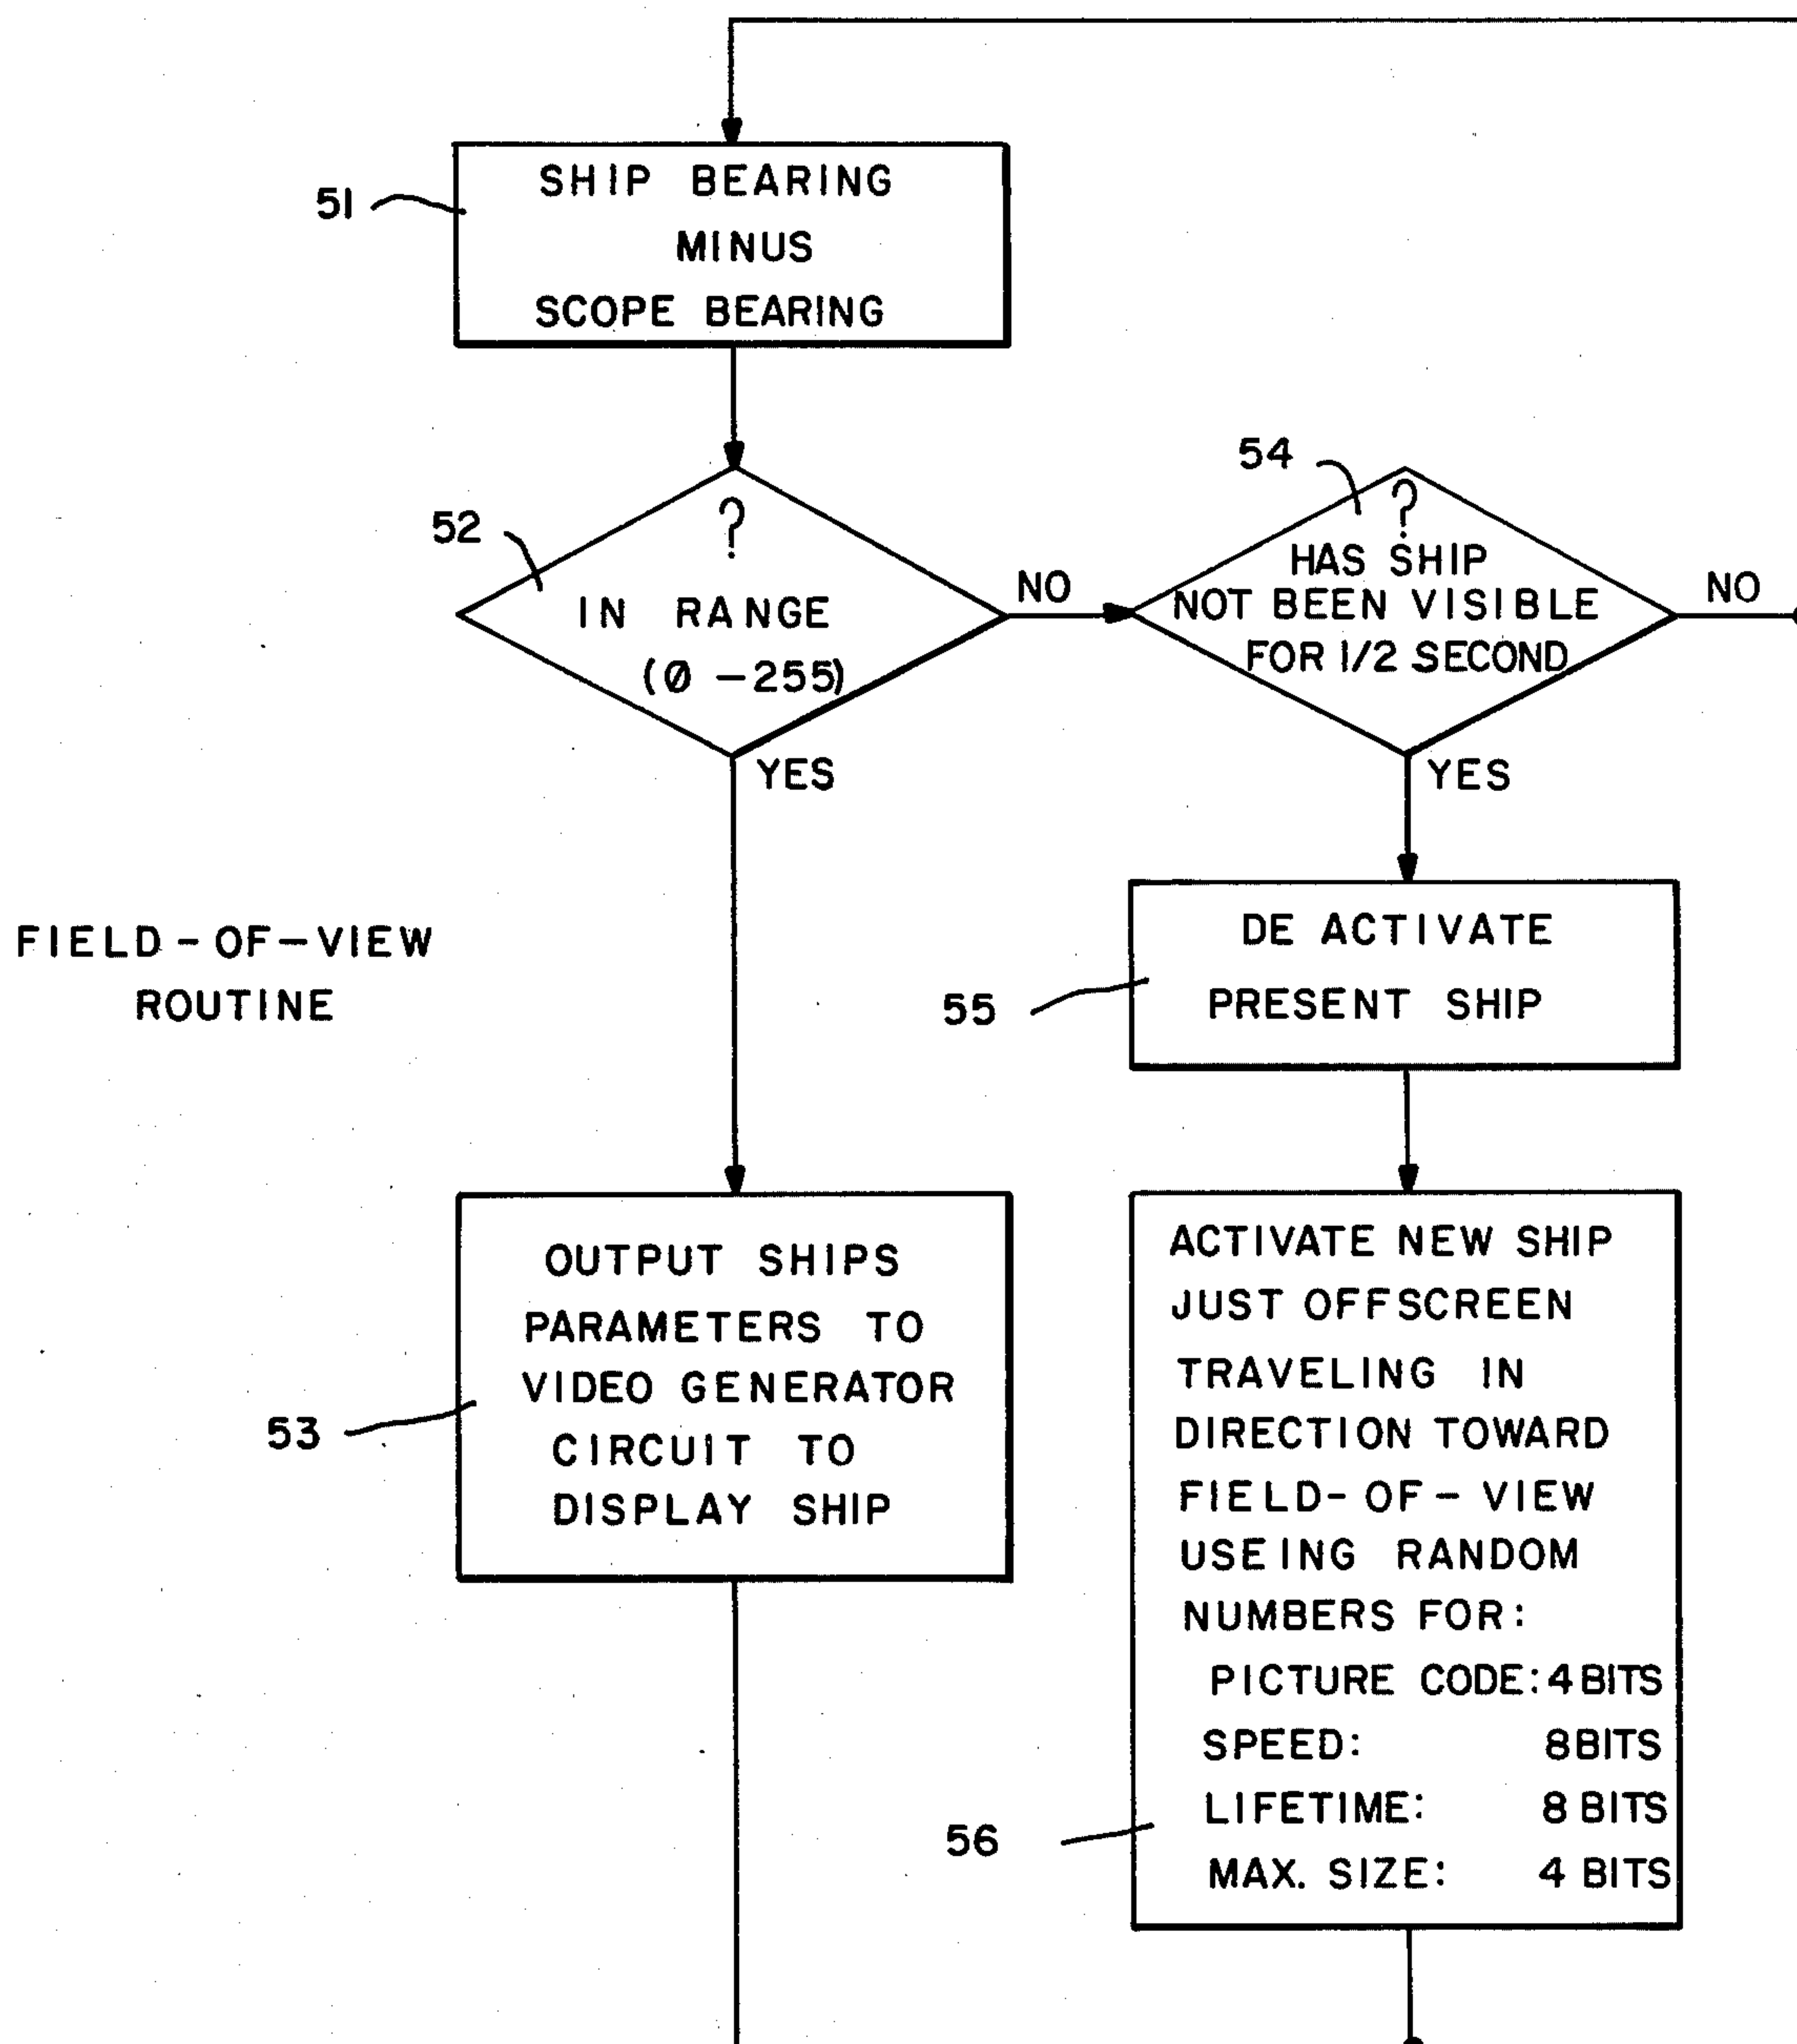 51
SHIP BEARING
MINUS
SCOPE BEARING
52
?
IN RANGE
(Ø -255)
NO
YES
54
?
HAS SHIP
NOT BEEN VISIBLE
FOR 1/2 SECOND
NO
YES
FIELD-OF-VIEW
ROUTINE
55
DE ACTIVATE
PRESENT SHIP
53
OUTPUT SHIPS
PARAMETERS TO
VIDEO GENERATOR
CIRCUIT TO
DISPLAY SHIP
56
ACTIVATE NEW SHIP
JUST OFFSCREEN
TRAVELING IN
DIRECTION TOWARD
FIELD-OF-VIEW
USEING RANDOM
NUMBERS FOR:
PICTURE CODE: 4 BITS
SPEED: 8 BITS
LIFETIME: 8 BITS
MAX. SIZE: 4 BITS